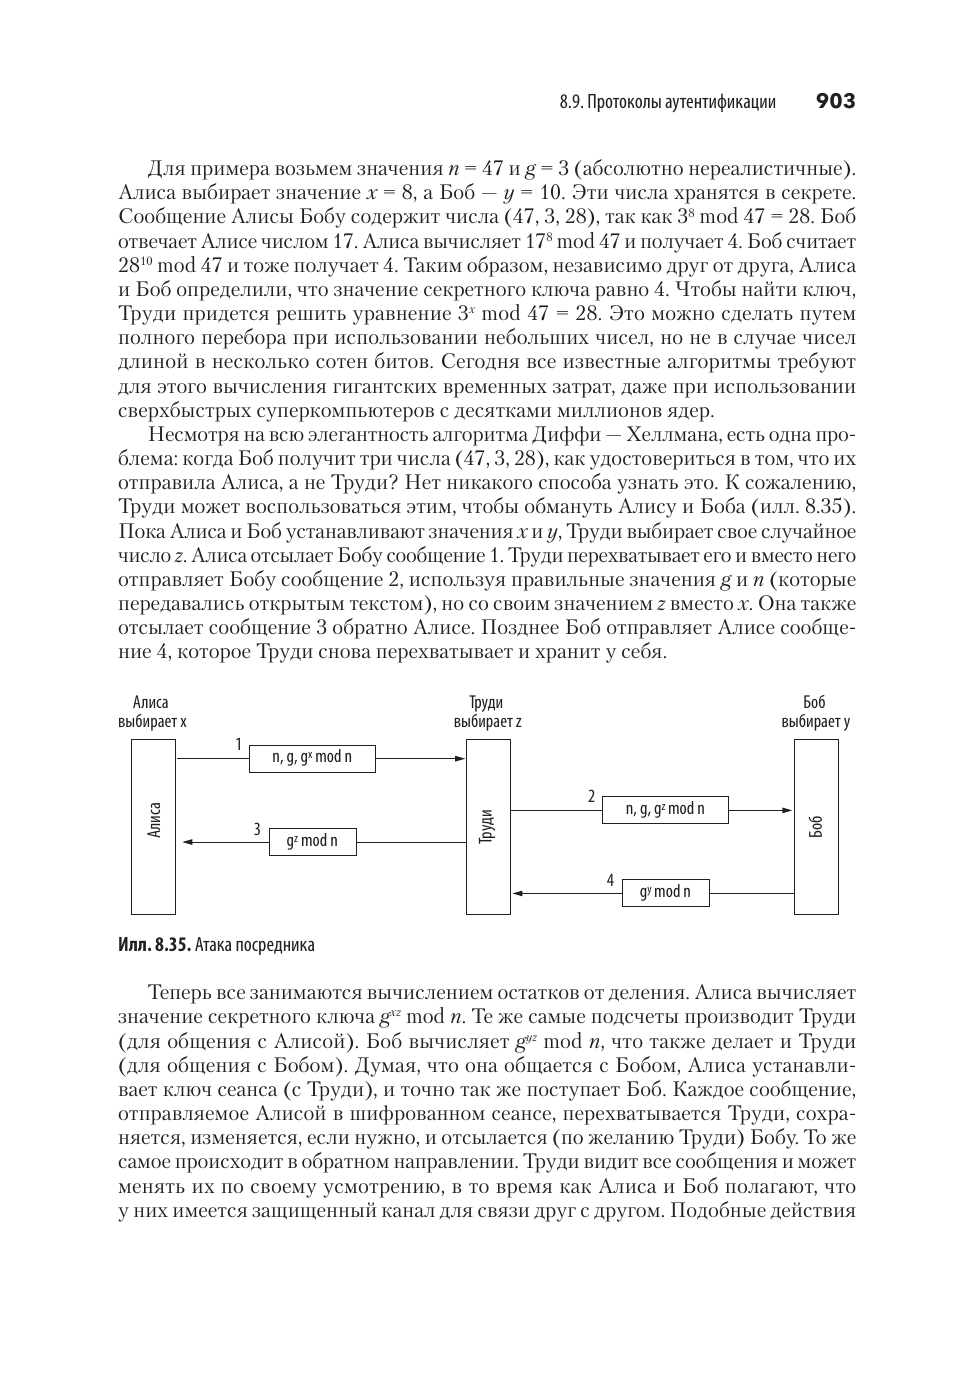 8.9. Протоколы аутентификации 903
Для примера возьмем значения n = 47 и g = 3 (абсолютно нереалистичные).
Алиса выбирает значение x = 8, а Боб — y = 10. Эти числа хранятся в секрете.
Сообщение Алисы Бобу содержит числа (47, 3, 28), так как 3⁸ mod 47 = 28. Боб
отвечает Алисе числом 17. Алиса вычисляет 17⁸ mod 47 и получает 4. Боб считает
28¹⁰ mod 47 и тоже получает 4. Таким образом, независимо друг от друга, Алиса
и Боб определили, что значение секретного ключа равно 4. Чтобы найти ключ,
Труди придется решить уравнение 3ˣ mod 47 = 28. Это можно сделать путем
полного перебора при использовании небольших чисел, но не в случае чисел
длиной в несколько сотен битов. Сегодня все известные алгоритмы требуют
для этого вычисления гигантских временных затрат, даже при использовании
сверхбыстрых суперкомпьютеров с десятками миллионов ядер.
Несмотря на всю элегантность алгоритма Диффи — Хеллмана, есть одна про-
блема: когда Боб получит три числа (47, 3, 28), как удостовериться в том, что их
отправила Алиса, а не Труди? Нет никакого способа узнать это. К сожалению,
Труди может воспользоваться этим, чтобы обмануть Алису и Боба (илл. 8.35).
Пока Алиса и Боб устанавливают значения x и y, Труди выбирает свое случайное
число z. Алиса отсылает Бобу сообщение 1. Труди перехватывает его и вместо него
отправляет Бобу сообщение 2, используя правильные значения g и n (которые
передавались открытым текстом), но со своим значением z вместо x. Она также
отсылает сообщение 3 обратно Алисе. Позднее Боб отправляет Алисе сообще-
ние 4, которое Труди снова перехватывает и хранит у себя.
Алиса
выбирает x
Труди
выбирает z
Боб
выбирает y
1
n, g, gˣ mod n
2
n, g, gᶻ mod n
Алиса
Труди
Боб
3
gᶻ mod n
4
gʸ mod n
Илл. 8.35. Атака посредника
Теперь все занимаются вычислением остатков от деления. Алиса вычисляет
значение секретного ключа gˣᶻ mod n. Те же самые подсчеты производит Труди
(для общения с Алисой). Боб вычисляет gʸᶻ mod n, что также делает и Труди
(для общения с Бобом). Думая, что она общается с Бобом, Алиса устанавли-
вает ключ сеанса (с Труди), и точно так же поступает Боб. Каждое сообщение,
отправляемое Алисой в шифрованном сеансе, перехватывается Труди, сохра-
няется, изменяется, если нужно, и отсылается (по желанию Труди) Бобу. То же
самое происходит в обратном направлении. Труди видит все сообщения и может
менять их по своему усмотрению, в то время как Алиса и Боб полагают, что
у них имеется защищенный канал для связи друг с другом. Подобные действия